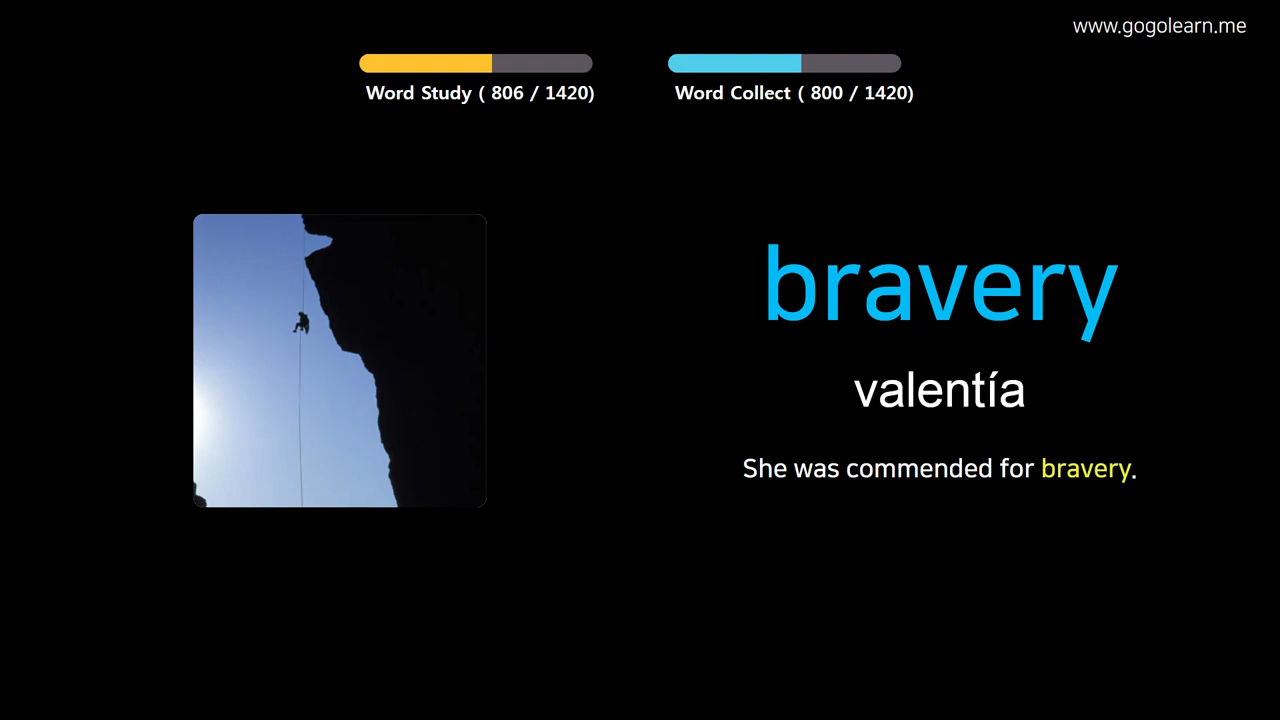 www.gogolearn.me
Word Study ( 806 / 1420)
Word Collect ( 800 / 1420)
bravery
valentía
She was commended for bravery.